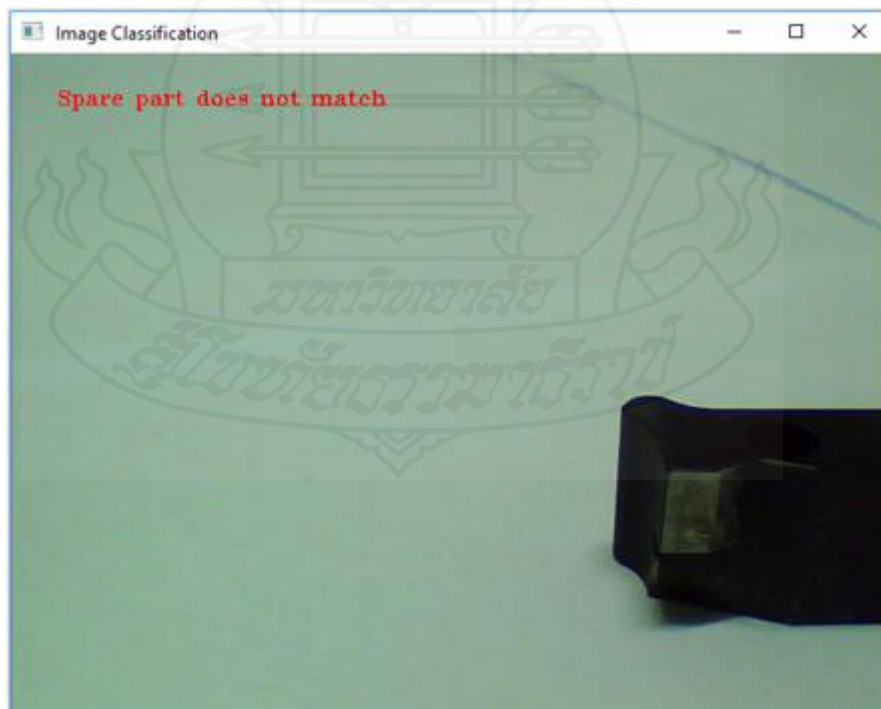 Image Classification
Spare part does not match
มหาวิทยาลัย
สุโขทัยธรรมาธิราช